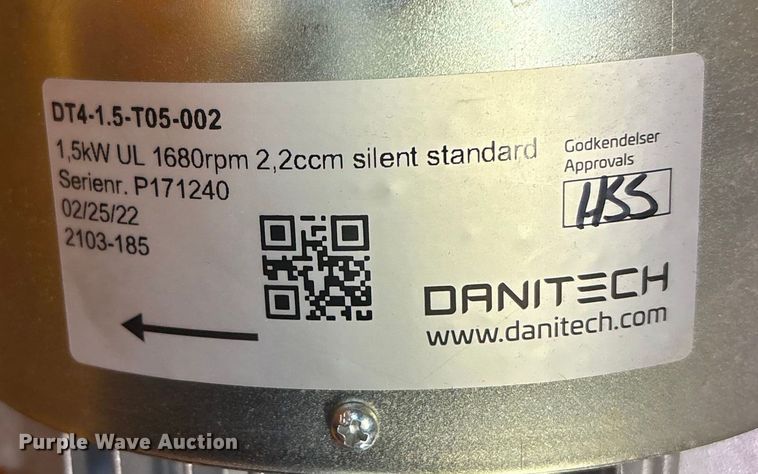 DT4-1.5-T05-002
1,5kW UL 1680rpm 2,2ccm silent standard
Serienr. P171240
02/25/22
2103-185
Godkendelser
Approvals
HSS
DANITECH
www.danitech.com
Purple Wave Auction